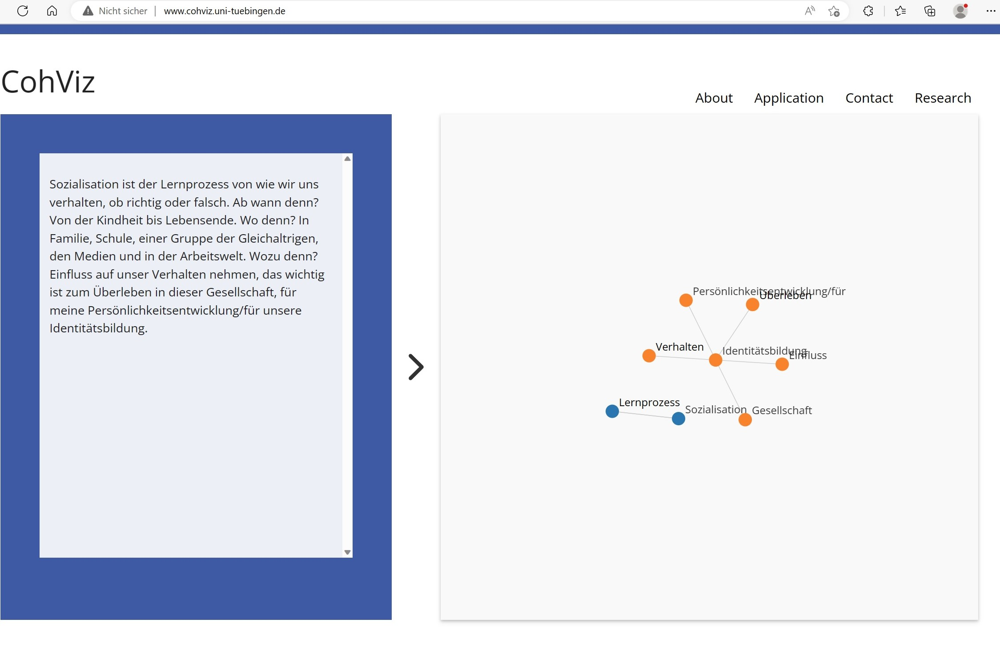 Nicht sicher | www.cohviz.uni-tuebingen.de
CohViz
About Application Contact Research
Sozialisation ist der Lernprozess von wie wir uns
verhalten, ob richtig oder falsch. Ab wann denn?
Von der Kindheit bis Lebensende. Wo denn? In
Familie, Schule, einer Gruppe der Gleichaltrigen,
den Medien und in der Arbeitswelt. Wozu denn?
Einfluss auf unser Verhalten nehmen, das wichtig
ist zum Überleben in dieser Gesellschaft, für
meine Persönlichkeitsentwicklung/für unsere
Identitätsbildung.
Persönlichkeitsentwicklung/für
Überleben
Verhalten
Identitätsbildung
Einfluss
Lernprozess
Sozialisation
Gesellschaft